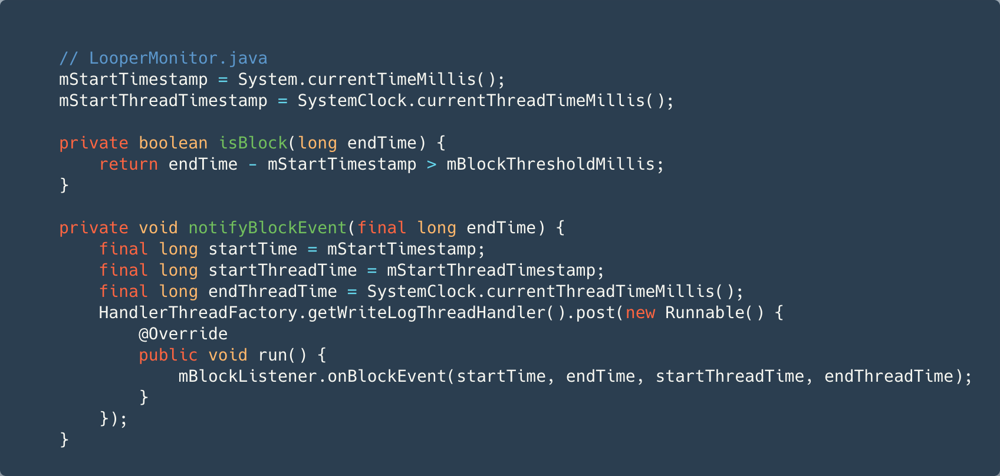 // LooperMonitor.java
mStartTimestamp = System.currentTimeMillis();
mStartThreadTimestamp = SystemClock.currentThreadTimeMillis();

private boolean isBlock(long endTime) {
    return endTime - mStartTimestamp > mBlockThresholdMillis;
}

private void notifyBlockEvent(final long endTime) {
    final long startTime = mStartTimestamp;
    final long startThreadTime = mStartThreadTimestamp;
    final long endThreadTime = SystemClock.currentThreadTimeMillis();
    HandlerThreadFactory.getWriteLogThreadHandler().post(new Runnable() {
        @Override
        public void run() {
            mBlockListener.onBlockEvent(startTime, endTime, startThreadTime, endThreadTime);
        }
    });
}